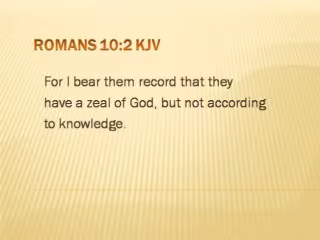 ROMANS 10:2 KJV
For I bear them record that they
have a zeal of God, but not according
to knowledge.